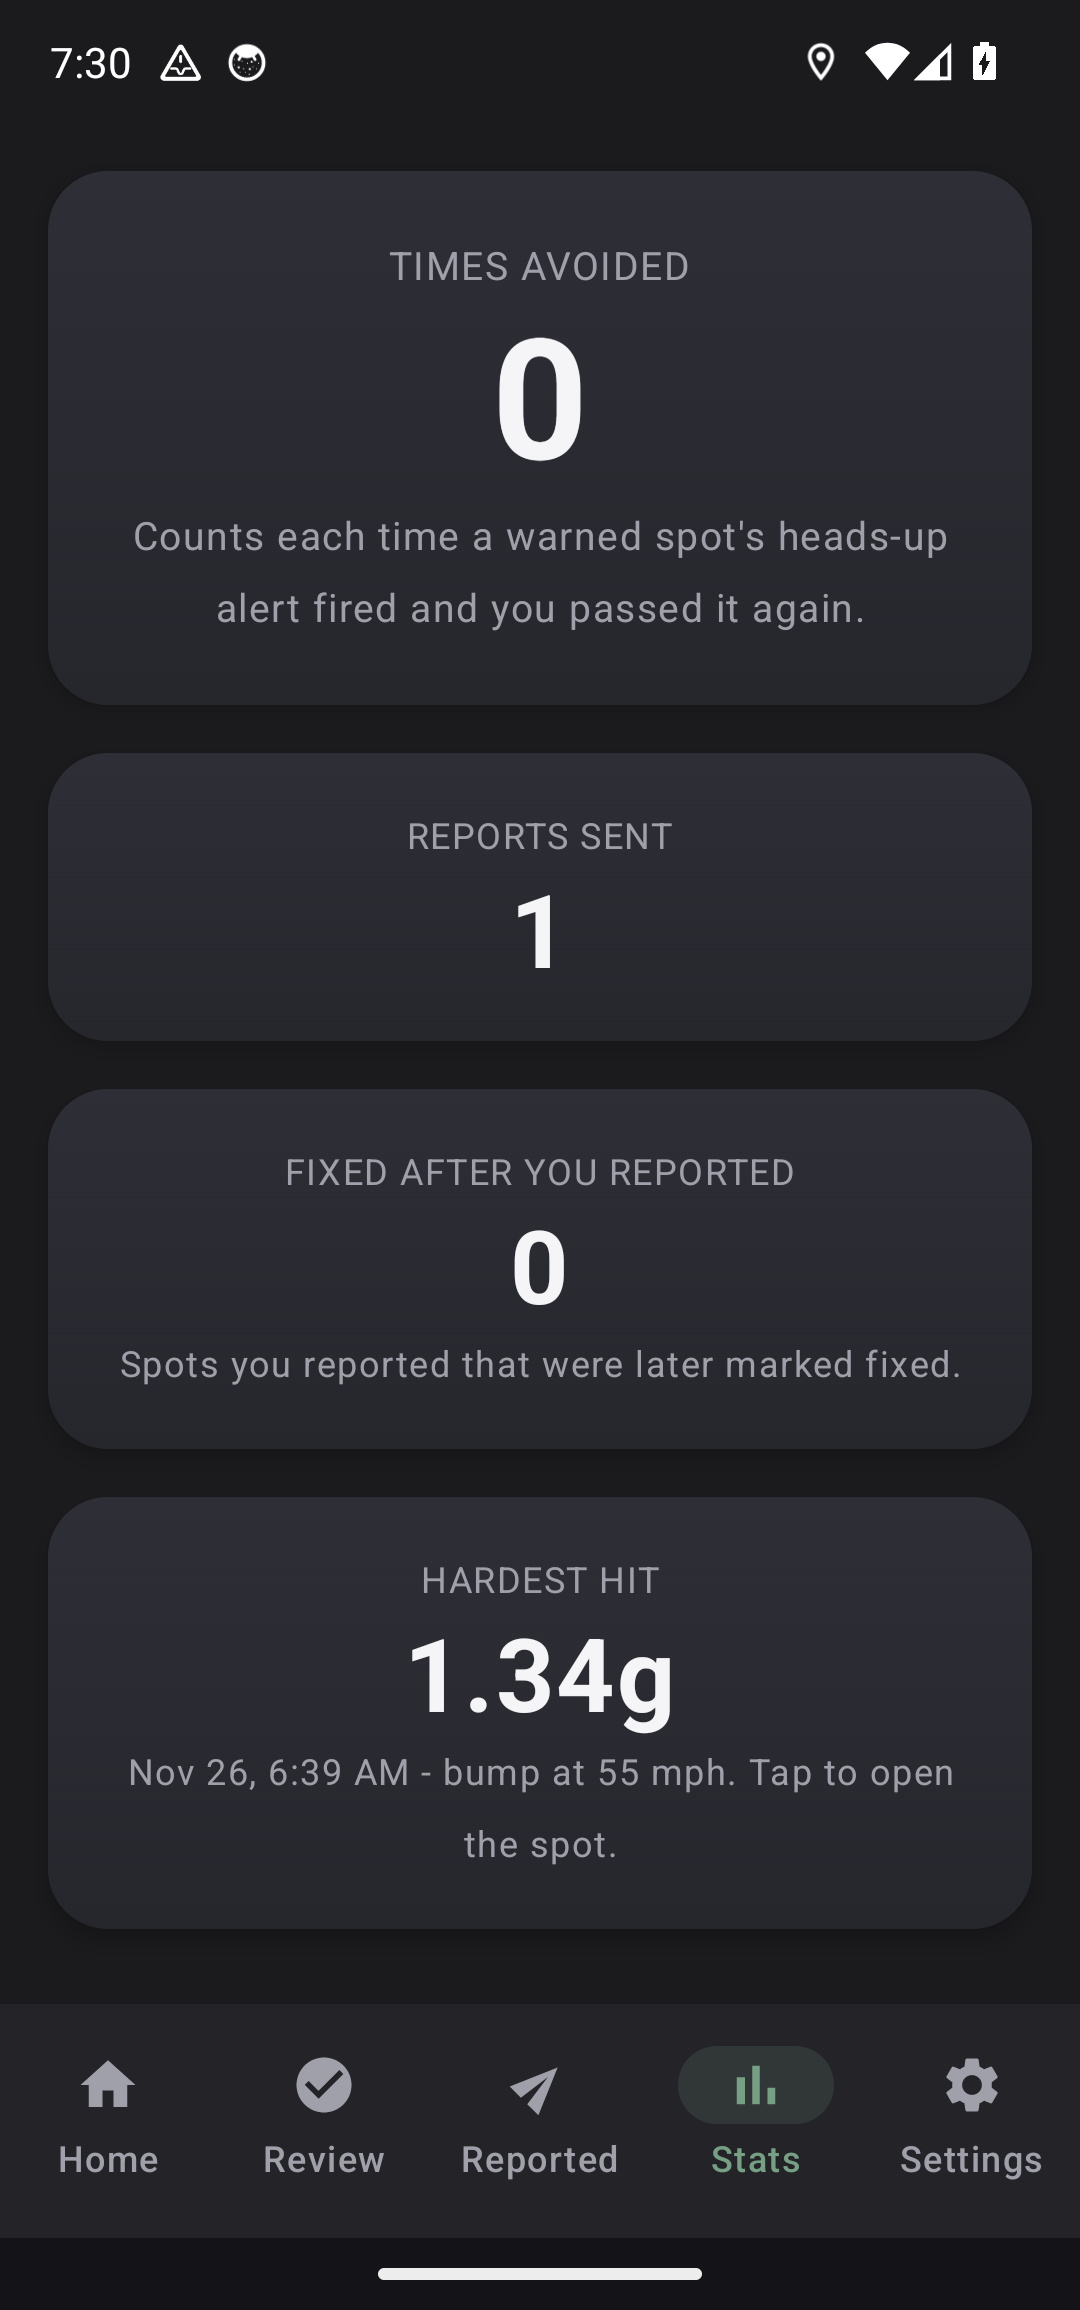 7:30
TIMES AVOIDED
0
Counts each time a warned spot's heads-up
alert fired and you passed it again.
REPORTS SENT
1
FIXED AFTER YOU REPORTED
0
Spots you reported that were later marked fixed.
HARDEST HIT
1.34g
Nov 26, 6:39 AM - bump at 55 mph. Tap to open
the spot.
Home Review Reported Stats Settings